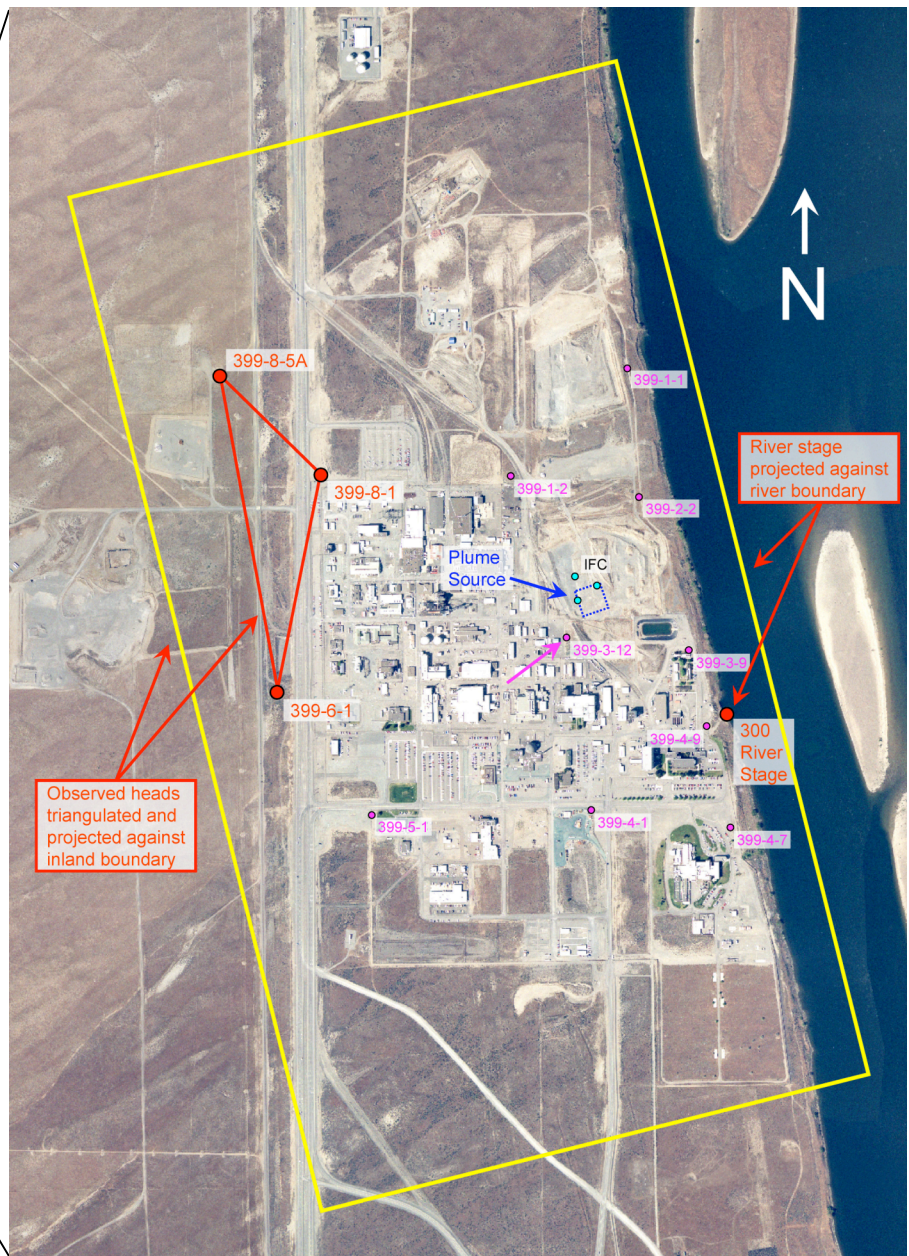 N
399-8-5A
399-1-1
River stage
projected against
river boundary
399-8-1
399-1-2
399-2-2
Plume
Source
IFC
399-3-12
399-3-9
399-6-1
399-4-9
300
River
Stage
Observed heads
triangulated and
projected against
inland boundary
399-5-1
399-4-1
399-4-7